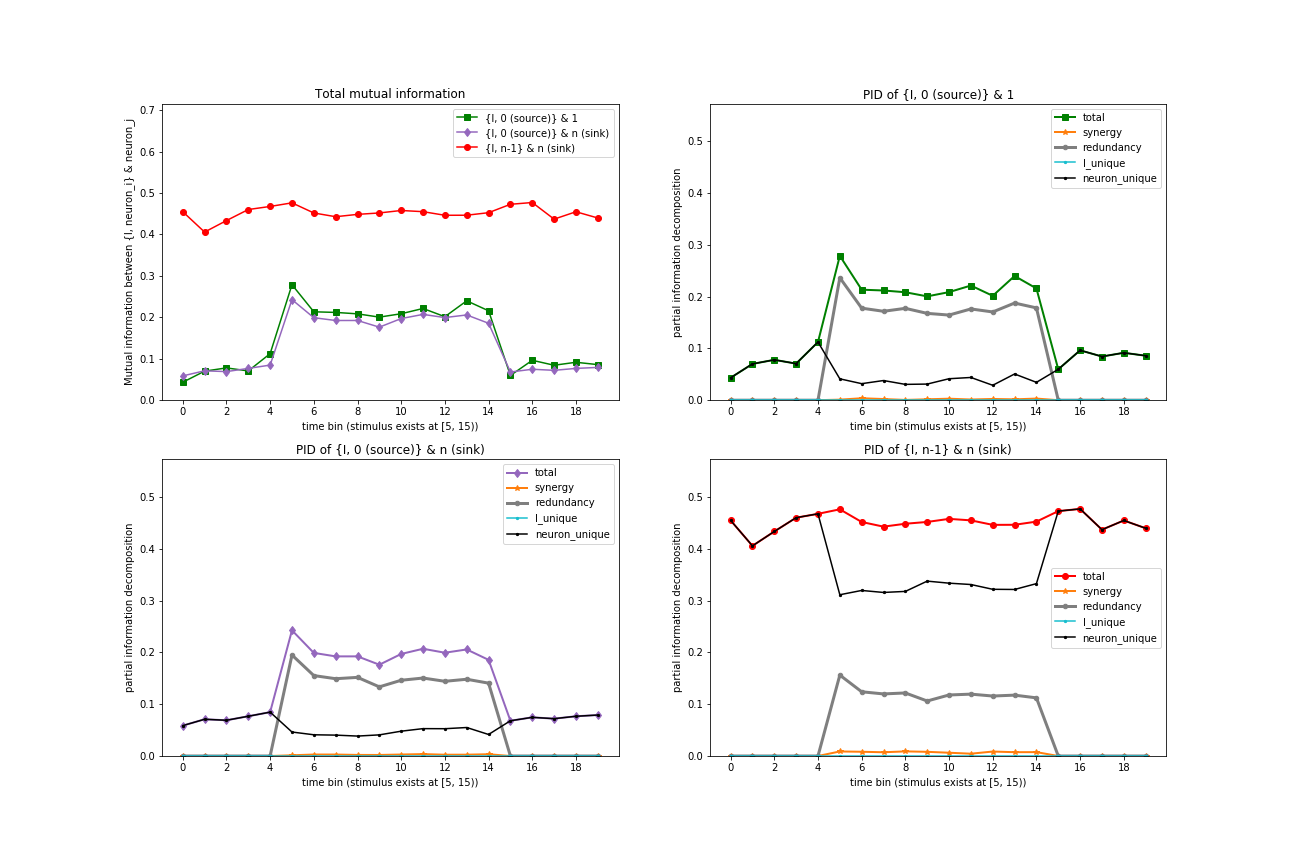 Total mutual information
Mutual information between {I, neuron_i} & neuron_j
0.7
0.6
0.5
0.4
0.3
0.2
0.1
0.0
{I, 0 (source)} & 1
{I, 0 (source)} & n (sink)
{I, n-1} & n (sink)
0 2 4 6 8 10 12 14 16 18
time bin (stimulus exists at [5, 15))
PID of {I, 0 (source)} & 1
partial information decomposition
0.5
0.4
0.3
0.2
0.1
0.0
total
synergy
redundancy
I_unique
neuron_unique
0 2 4 6 8 10 12 14 16 18
time bin (stimulus exists at [5, 15))
PID of {I, 0 (source)} & n (sink)
partial information decomposition
0.5
0.4
0.3
0.2
0.1
0.0
total
synergy
redundancy
I_unique
neuron_unique
0 2 4 6 8 10 12 14 16 18
time bin (stimulus exists at [5, 15))
PID of {I, n-1} & n (sink)
partial information decomposition
0.5
0.4
0.3
0.2
0.1
0.0
total
synergy
redundancy
I_unique
neuron_unique
0 2 4 6 8 10 12 14 16 18
time bin (stimulus exists at [5, 15))